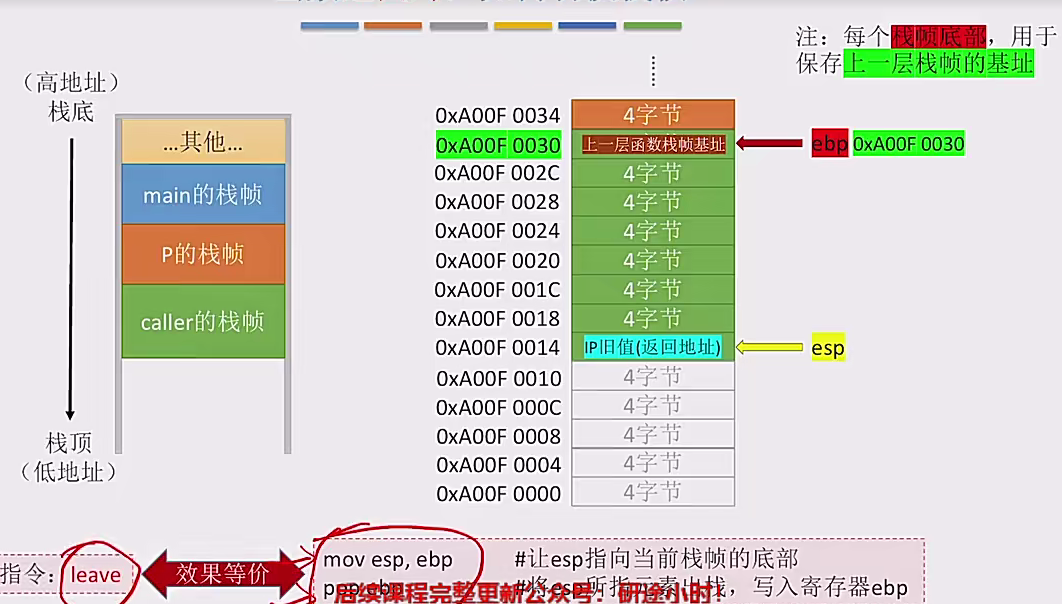 注：每个栈帧底部，用于
保存上一层栈帧的基址
（高地址）
栈底
...其他...
main的栈帧
P的栈帧
caller的栈帧
栈顶
（低地址）
0xA00F 0034 4字节
0xA00F 0030 上一层函数栈帧基址 ebp 0xA00F 0030
0xA00F 002C 4字节
0xA00F 0028 4字节
0xA00F 0024 4字节
0xA00F 0020 4字节
0xA00F 001C 4字节
0xA00F 0018 4字节
0xA00F 0014 IP旧值(返回地址) esp
0xA00F 0010 4字节
0xA00F 000C 4字节
0xA00F 0008 4字节
0xA00F 0004 4字节
0xA00F 0000 4字节
指令：leave
效果等价
mov esp, ebp #让esp指向当前栈帧的底部
pop ebp #将esp所指元素出栈，写入寄存器ebp
后续课程完整更新公众号：研途小时！